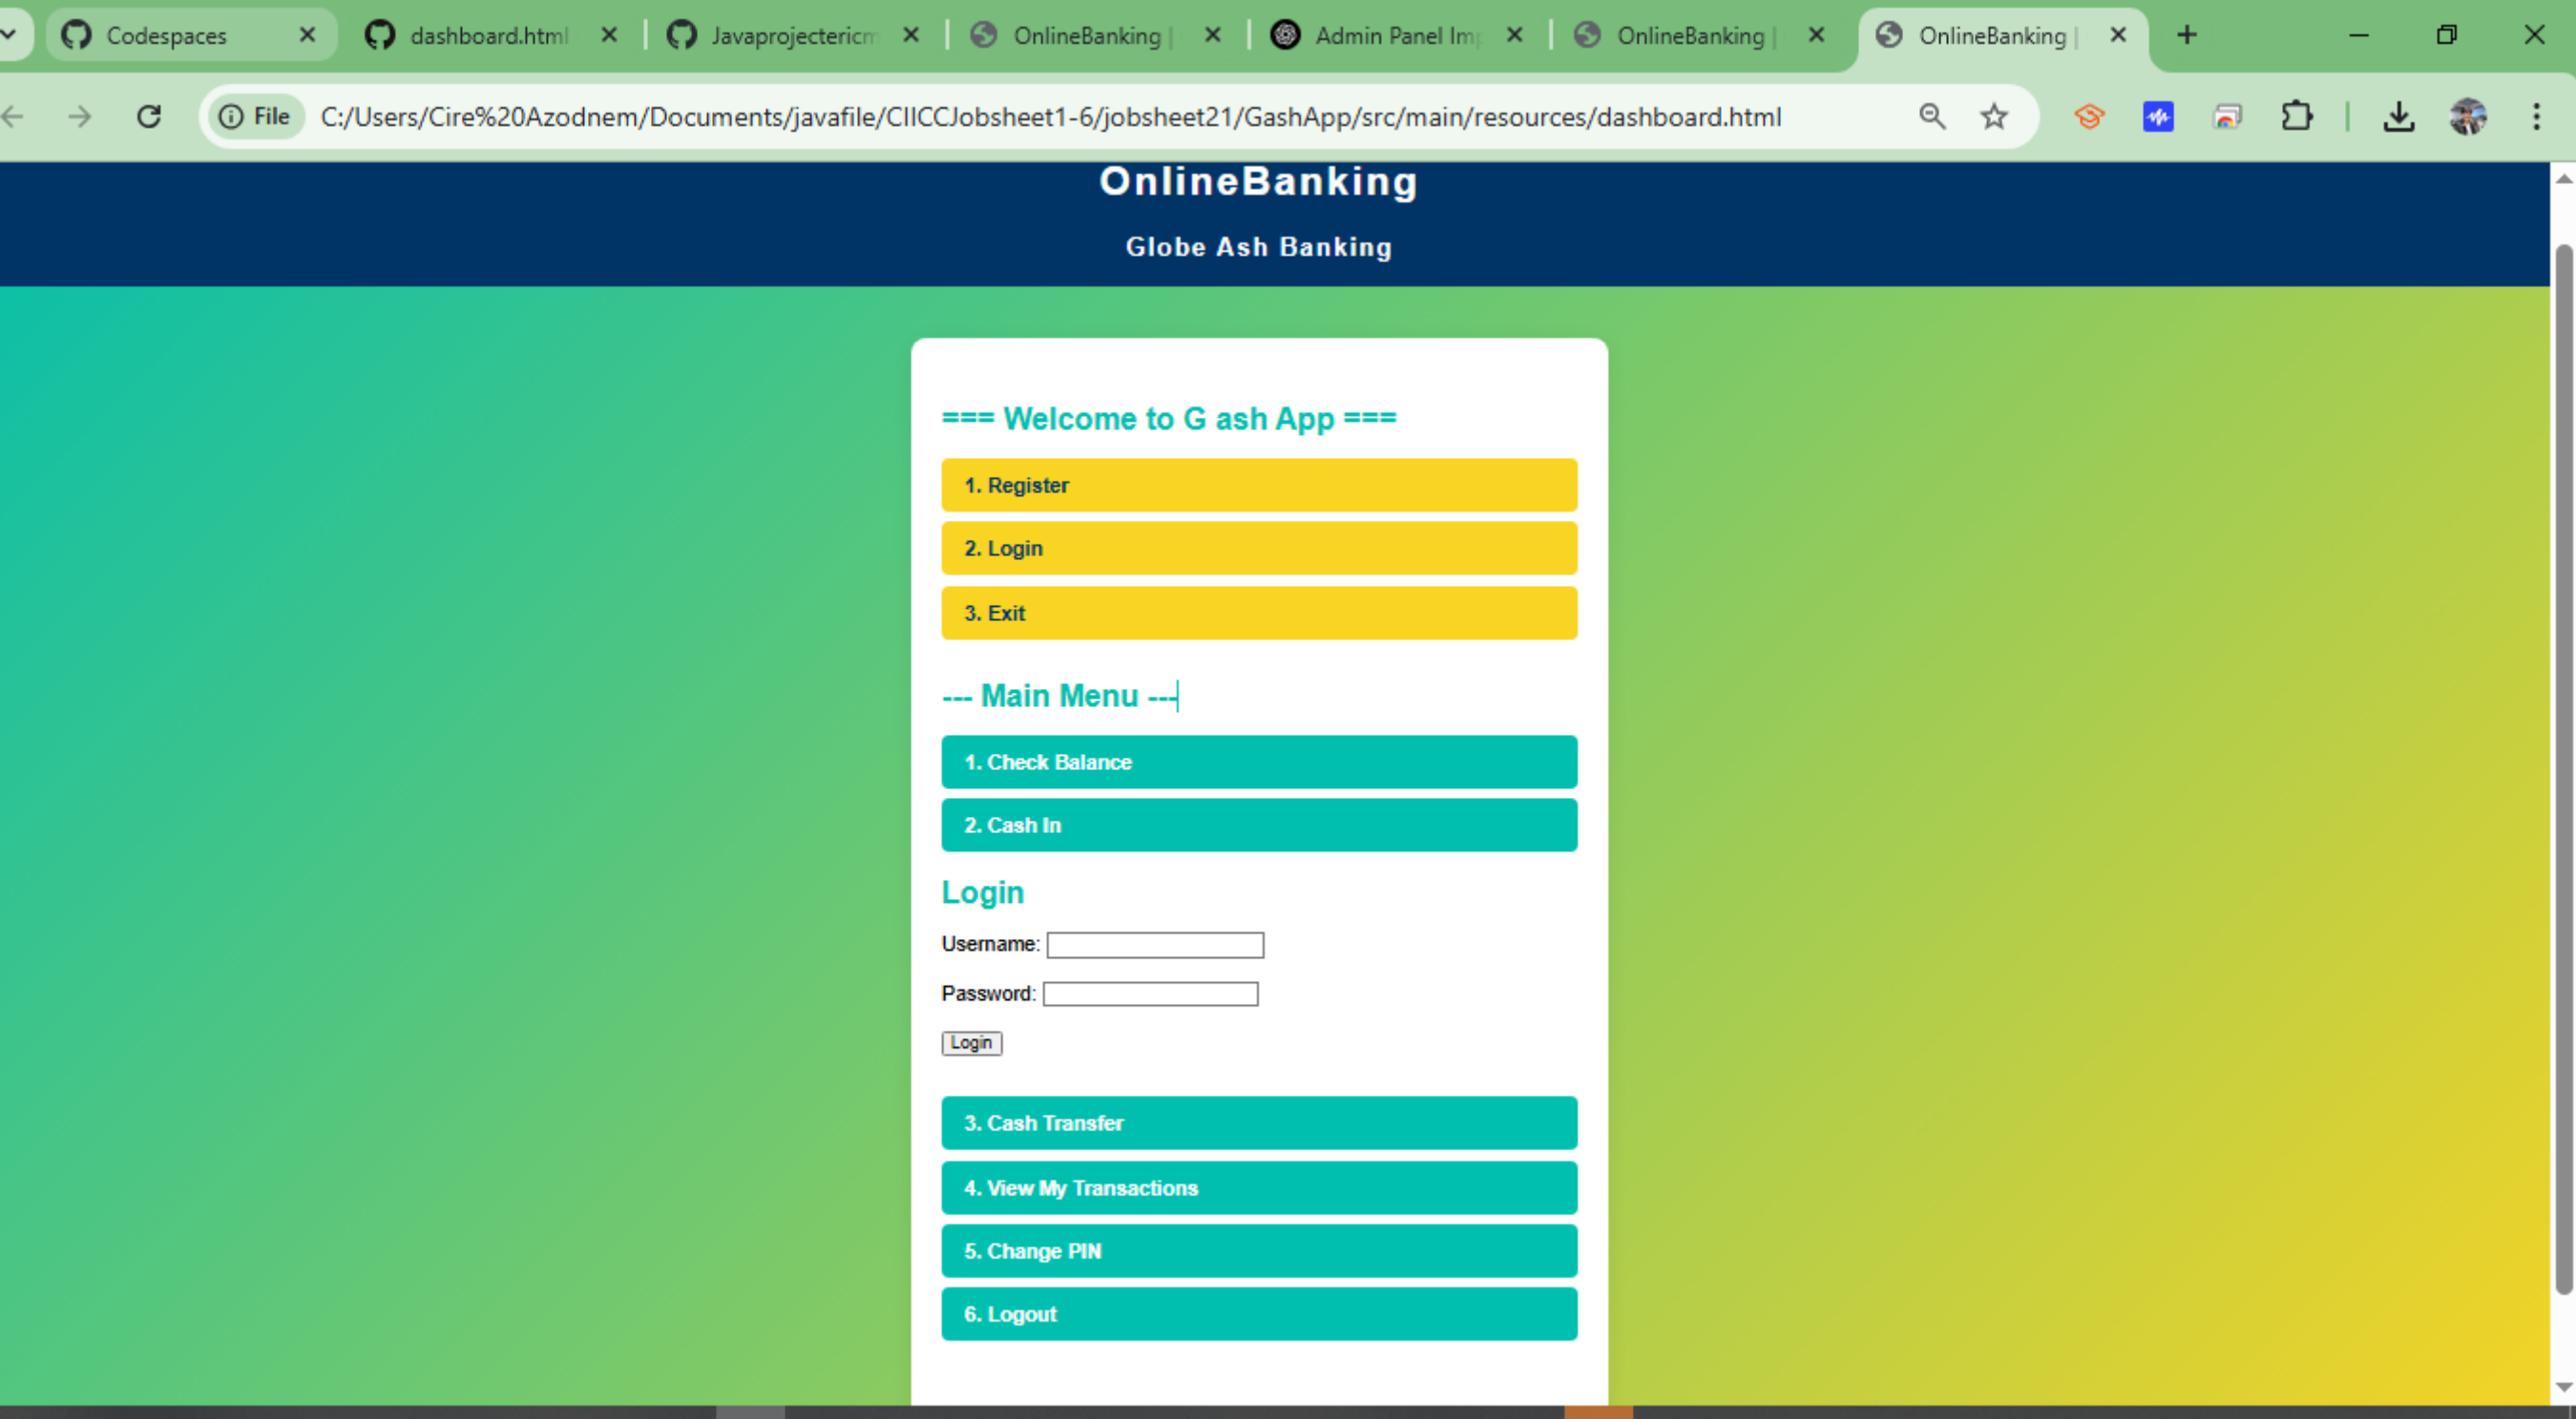 Codespaces
dashboard.html
Javaprojectericm
OnlineBanking |
Admin Panel Imp
OnlineBanking |
OnlineBanking |
File C:/Users/Cire%20Azodnem/Documents/javafile/CIICCJobsheet1-6/jobsheet21/GashApp/src/main/resources/dashboard.html
OnlineBanking
Globe Ash Banking
=== Welcome to G ash App ===
1. Register
2. Login
3. Exit
--- Main Menu ---
1. Check Balance
2. Cash In
Login
Username:
Password:
Login
3. Cash Transfer
4. View My Transactions
5. Change PIN
6. Logout